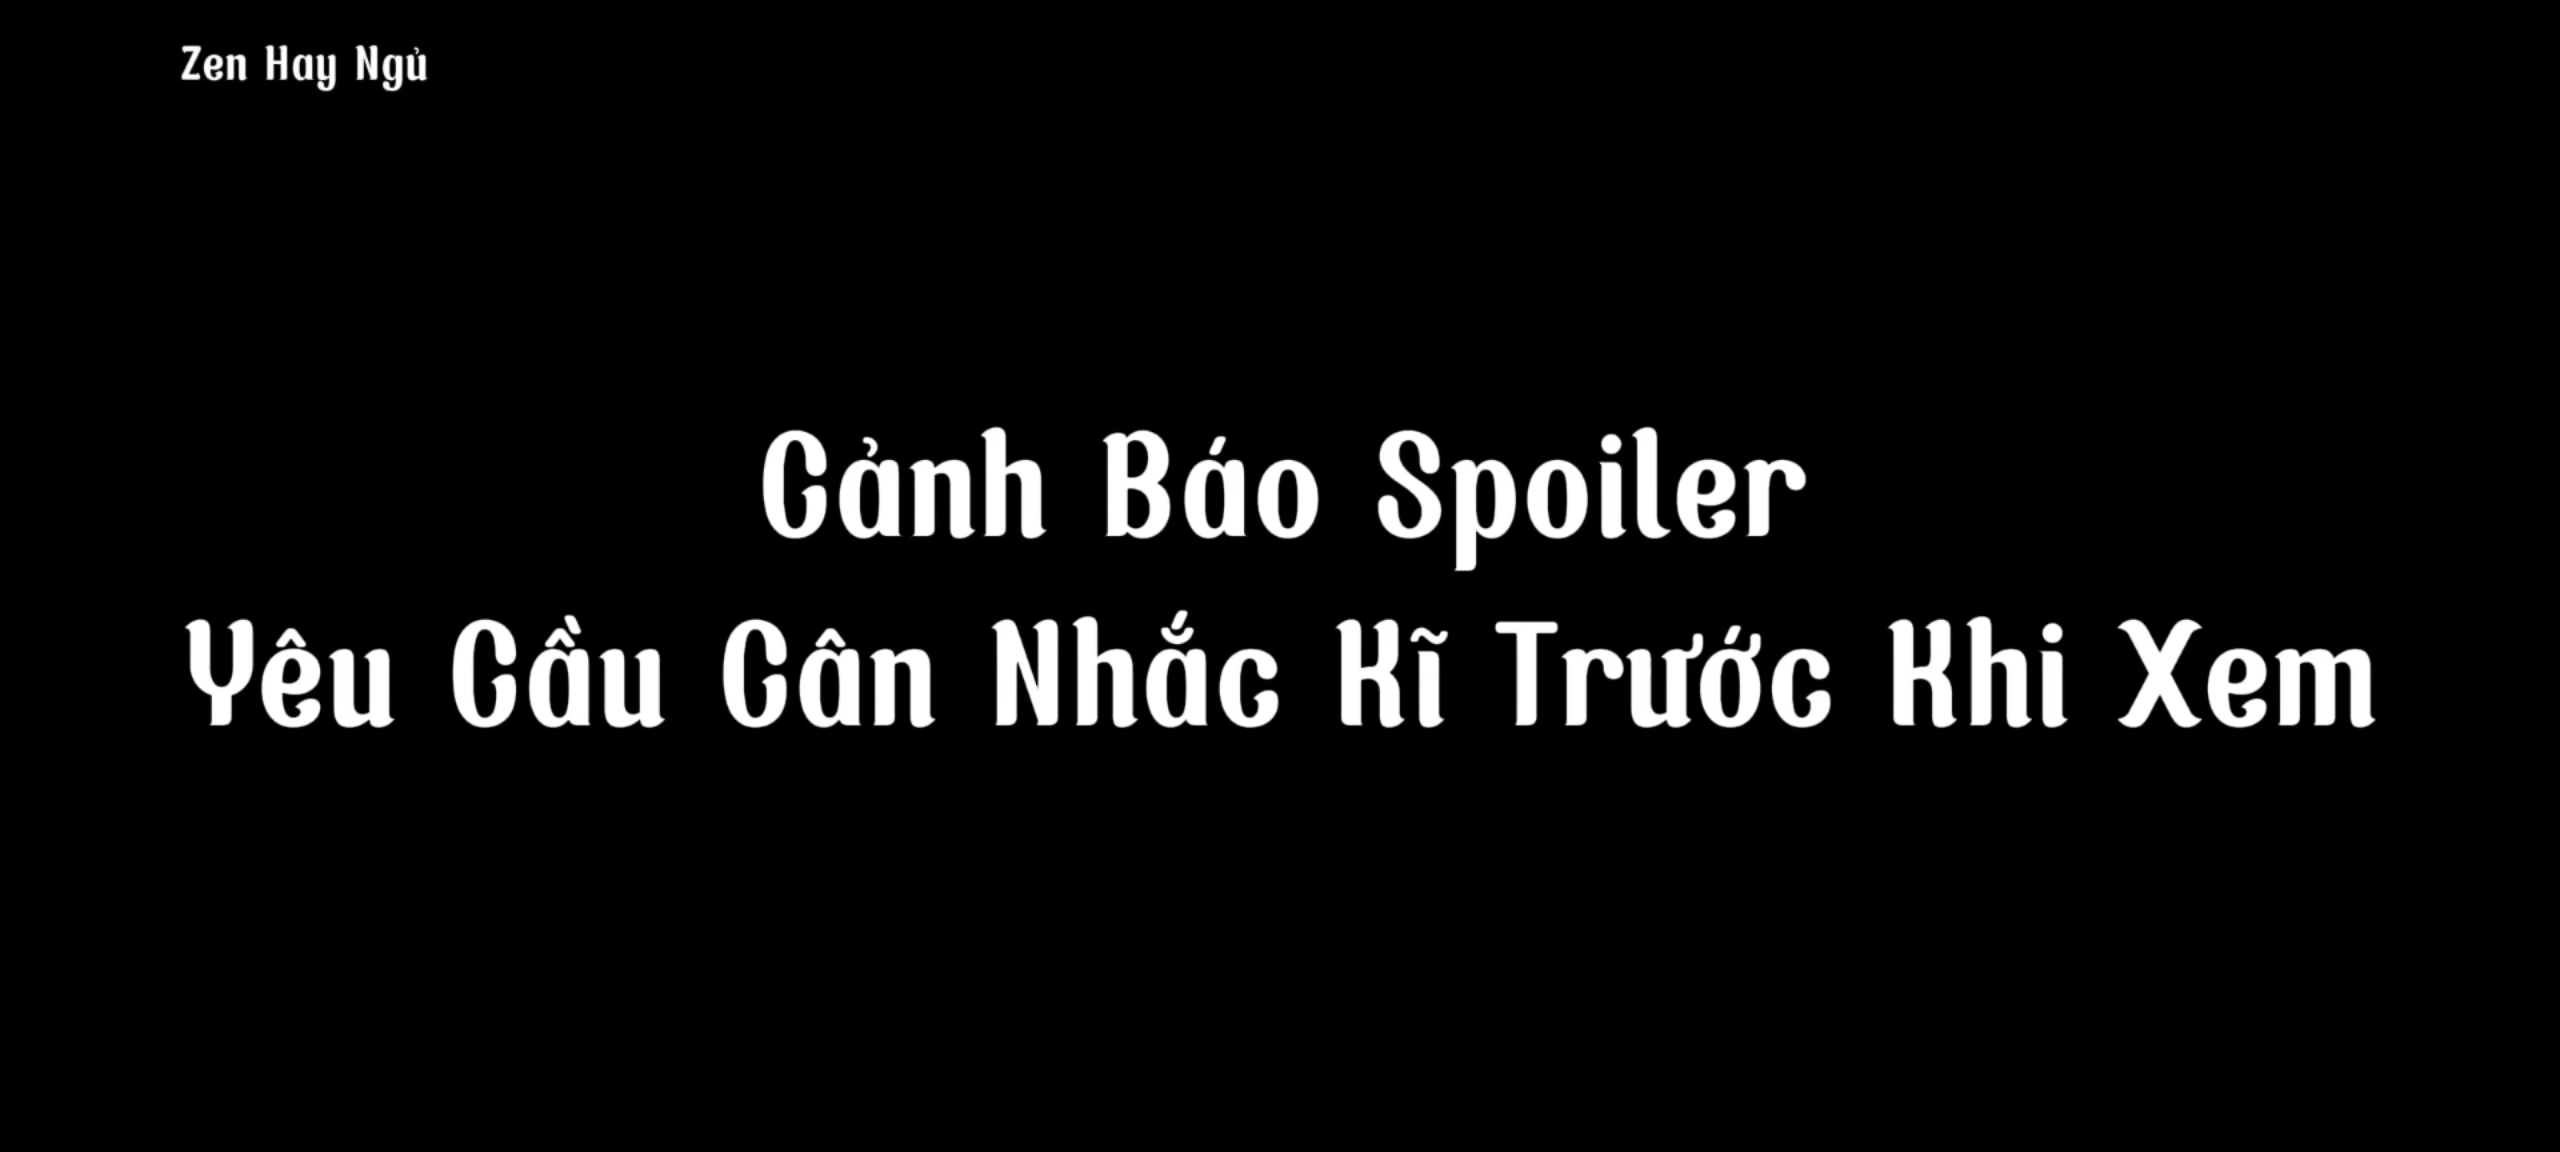 Zen Hay Ngủ
Cảnh Báo Spoiler
Yêu Cầu Cân Nhắc Kĩ Trước Khi Xem